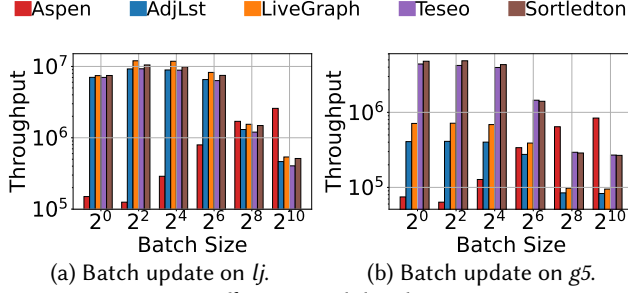 Aspen AdjLst LiveGraph Teseo Sortledton
Throughput
10^7
10^6
10^5
2^0 2^2 2^4 2^6 2^8 2^10
Batch Size
(a) Batch update on lj.
Throughput
10^6
10^5
2^0 2^2 2^4 2^6 2^8 2^10
Batch Size
(b) Batch update on g5.